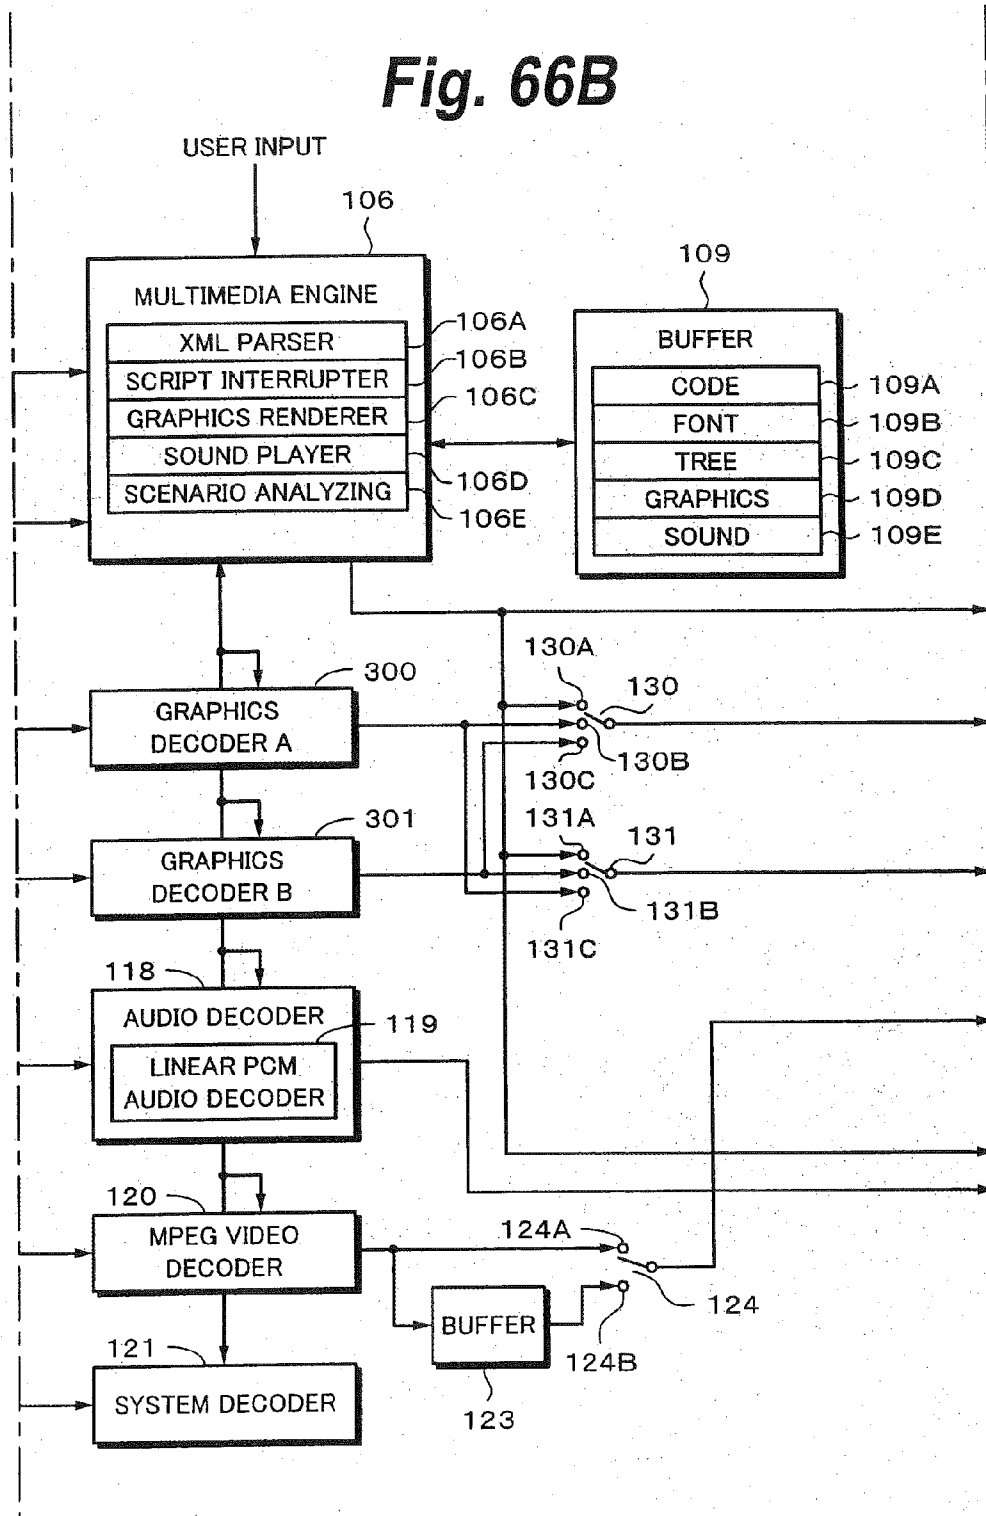 Fig. 66B
USER INPUT
106
MULTIMEDIA ENGINE
XML PARSER
106A
SCRIPT INTERRUPTER
106B
GRAPHICS RENDERER
106C
SOUND PLAYER
106D
SCENARIO ANALYZING
106E
109
BUFFER
CODE
109A
FONT
109B
TREE
109C
GRAPHICS
109D
SOUND
109E
300
GRAPHICS
DECODER A
130A
130
130B
130C
301
GRAPHICS
DECODER B
131A
131
131B
131C
118
AUDIO DECODER
119
LINEAR PCM
AUDIO DECODER
120
MPEG VIDEO
DECODER
124A
124
124B
BUFFER
123
121
SYSTEM DECODER